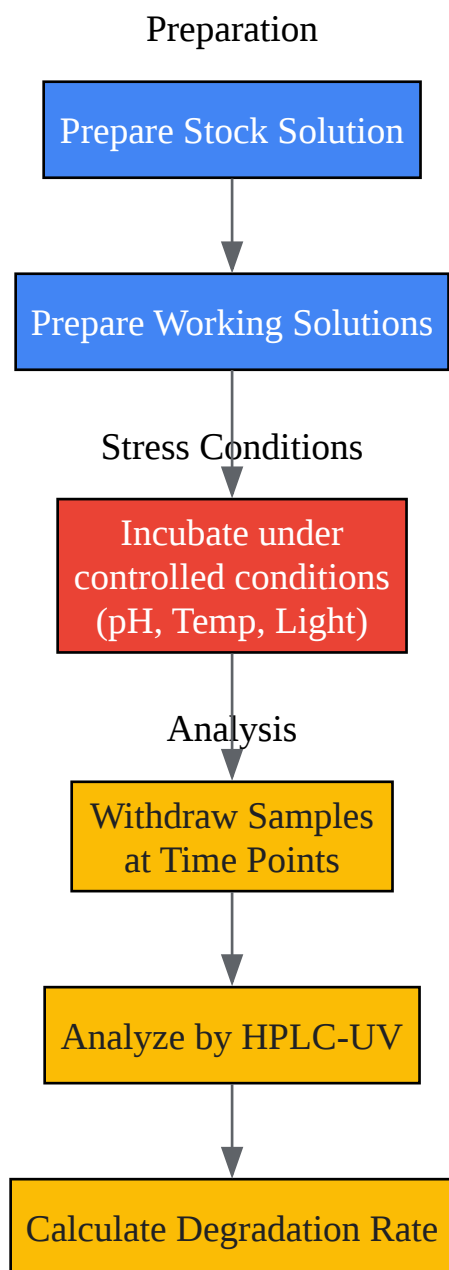 Preparation
Prepare Stock Solution
Prepare Working Solutions
Stress Conditions
Incubate under
controlled conditions
(pH, Temp, Light)
Analysis
Withdraw Samples
at Time Points
Analyze by HPLC-UV
Calculate Degradation Rate